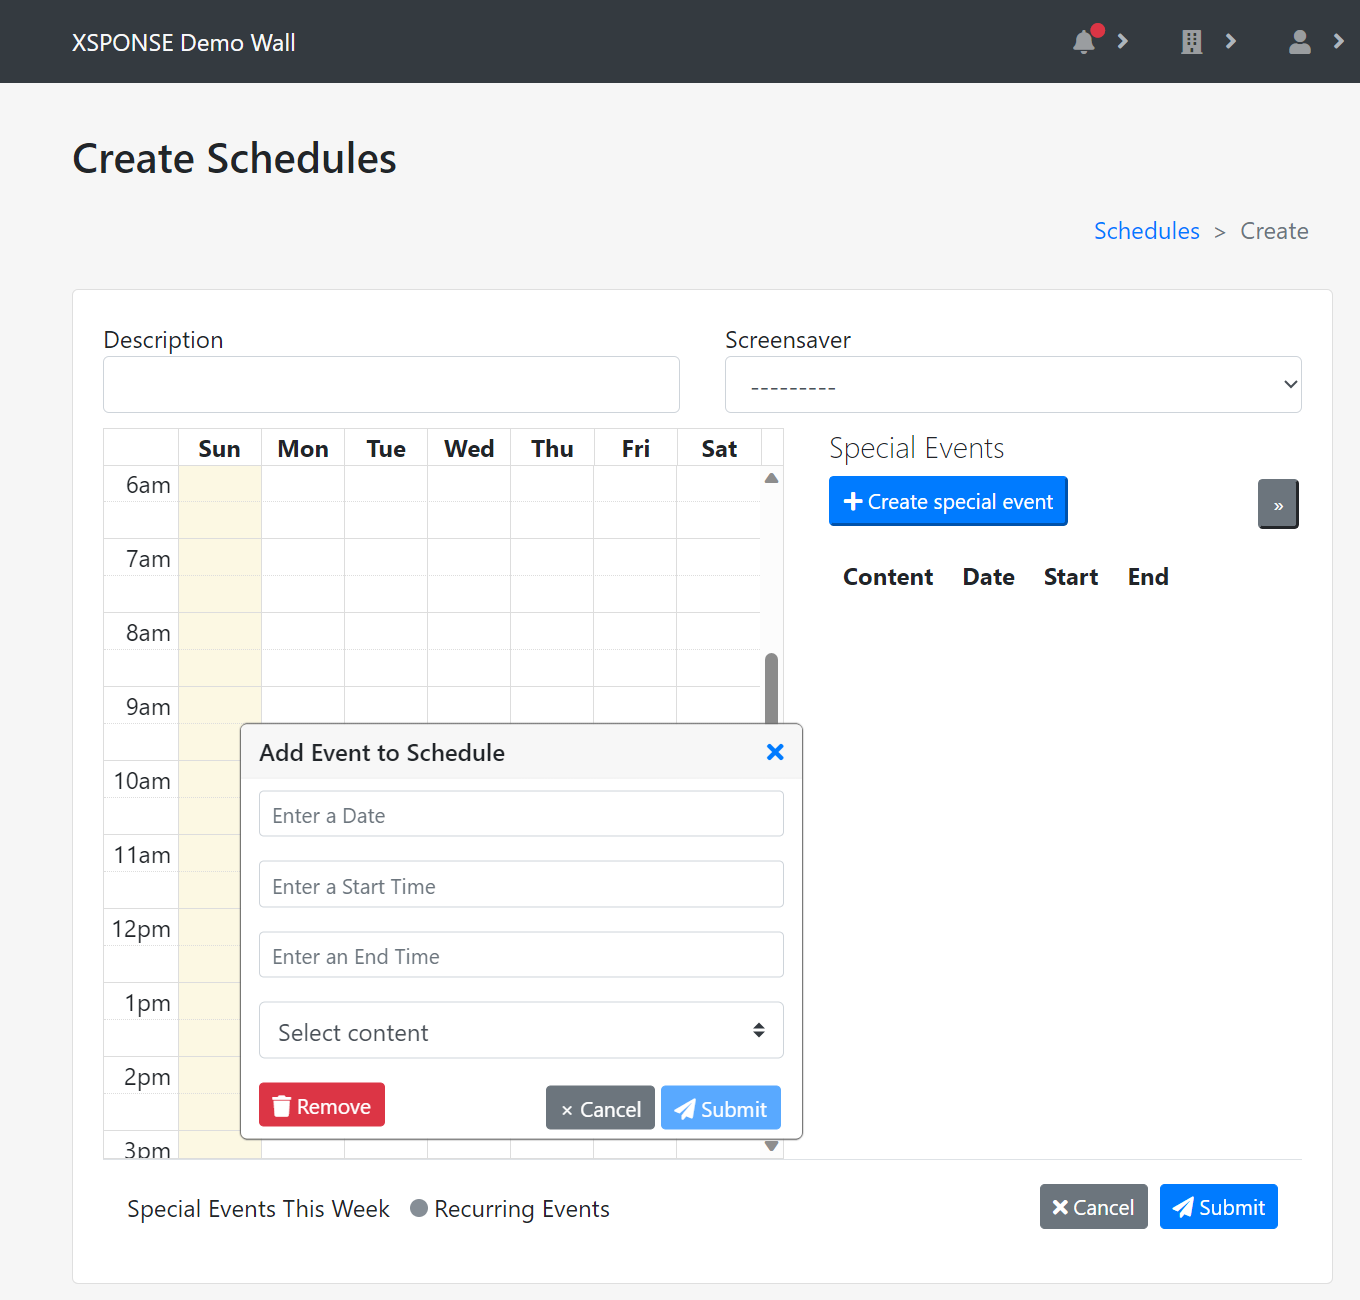 XSPONSE Demo Wall
Create Schedules
Schedules > Create
Description
Screensaver
---------
Sun Mon Tue Wed Thu Fri Sat
6am
7am
8am
9am
10am
11am
12pm
1pm
2pm
3pm
Special Events
Create special event
»
Content Date Start End
Add Event to Schedule
Enter a Date
Enter a Start Time
Enter an End Time
Select content
Remove
× Cancel
Submit
Special Events This Week
Recurring Events
Cancel
Submit